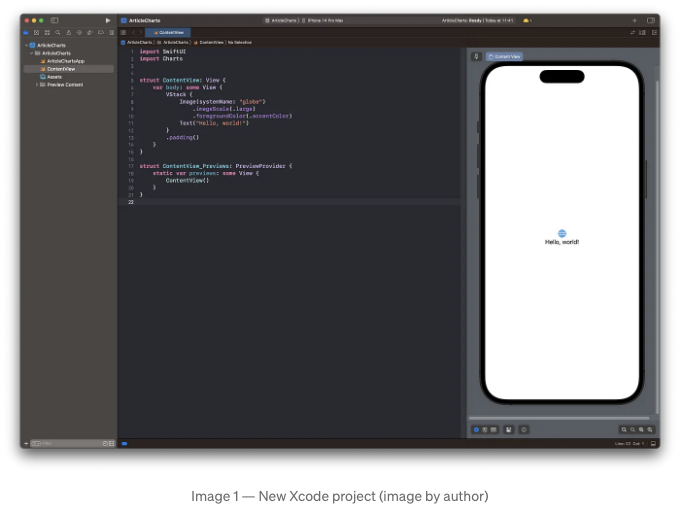 ArticleCharts
ArticleCharts
iPhone 14 Pro Max
ArticleCharts: Ready | Today at 11:41
ContentView
ArticleCharts
ArticleCharts
ArticleChartsApp
ContentView
Assets
Preview Content
ArticleCharts
ArticleCharts
ContentView
No Selection
1 import SwiftUI
2 import Charts
3
4
5 struct ContentView: View {
6 var body: some View {
7 VStack {
8 Image(systemName: "globe")
9 .imageScale(.large)
10 .foregroundColor(.accentColor)
11 Text("Hello, world!")
12 }
13 .padding()
14 }
15 }
16
17 struct ContentView_Previews: PreviewProvider {
18 static var previews: some View {
19 ContentView()
20 }
21 }
22
Content View
Hello, world!
Filter
Line: 22 Col: 1
Image 1 — New Xcode project (image by author)